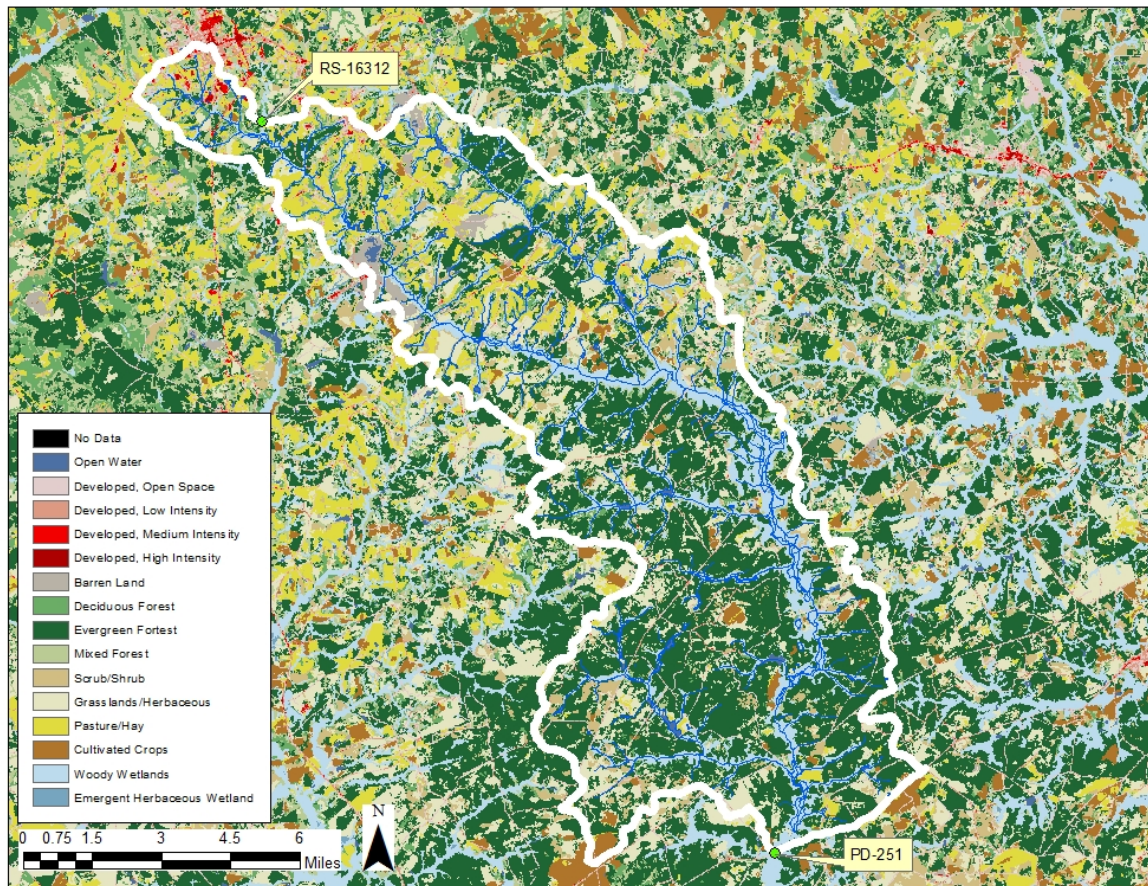 RS-16312
No Data
Open Water
Developed, Open Space
Developed, Low Intensity
Developed, Medium Intensity
Developed, High Intensity
Barren Land
Deciduous Forest
Evergreen Fortest
Mixed Forest
Scrub/Shrub
Grasslands/Herbaceous
Pasture/Hay
Cultivated Crops
Woody Wetlands
Emergent Herbaceous Wetland
N
0 0.75 1.5 3 4.5 6
Miles
PD-251